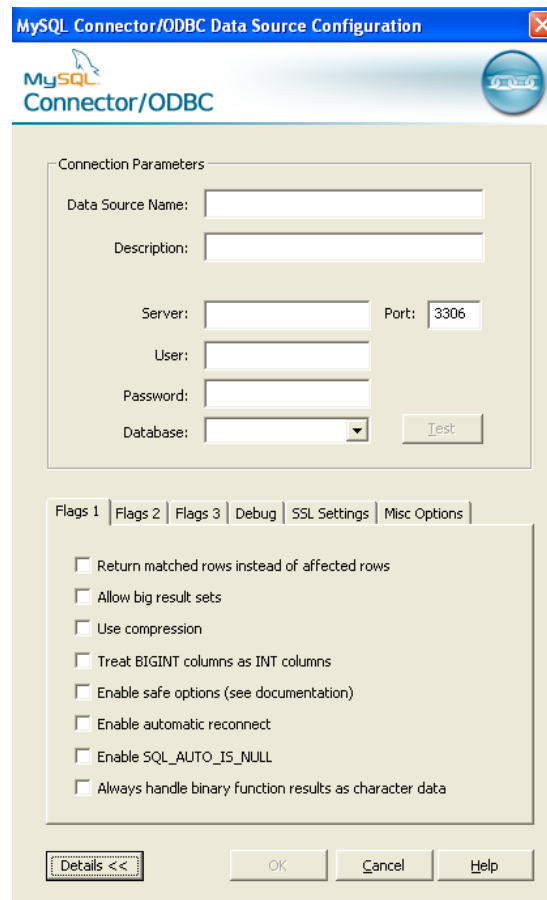 MySQL Connector/ODBC Data Source Configuration
MySQL
Connector/ODBC
Connection Parameters
Data Source Name:
Description:
Server:
Port: 3306
User:
Password:
Database:
Test
Flags 1 Flags 2 Flags 3 Debug SSL Settings Misc Options
Return matched rows instead of affected rows
Allow big result sets
Use compression
Treat BIGINT columns as INT columns
Enable safe options (see documentation)
Enable automatic reconnect
Enable SQL_AUTO_IS_NULL
Always handle binary function results as character data
Details << OK Cancel Help